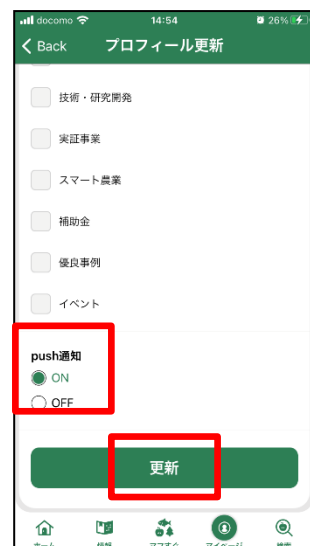 docomo 14:54 26%
Back プロフィール更新
技術・研究開発
実証事業
スマート農業
補助金
優良事例
イベント
push通知
ON
OFF
更新